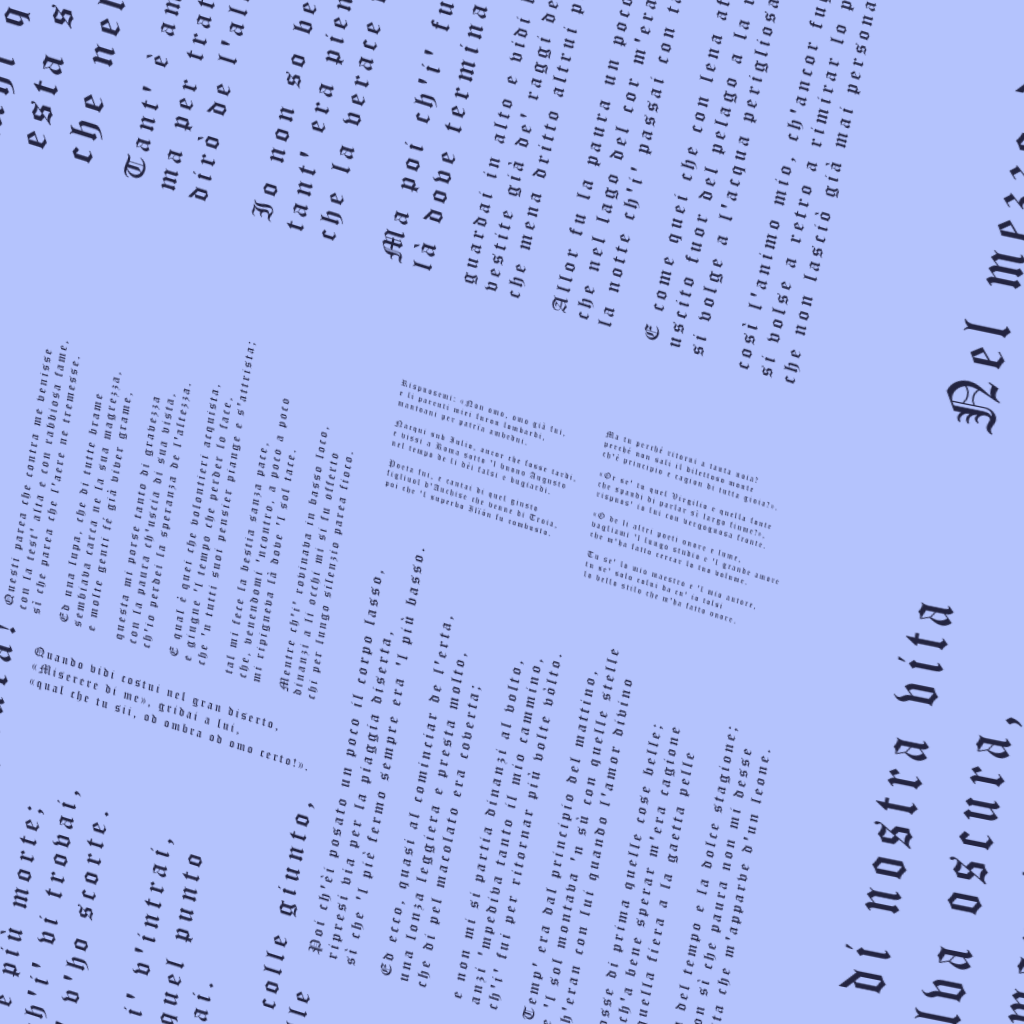 Nel mezzo
di nostra vita
lva oscura,
esta s
che nel
Tant' è am
più morte;
ma per trat
h'i' vi trovai,
dirò de l'al
v'ho scorte.
Io non so be
i' v'intrai,
tant' era pien
quel punto
che la verace
ai.
Ma poi ch'i' fu
colle giunto,
là dove termina
lle
guardai in alto e vidi l
vestite già de' raggi de
che mena dritto altrui p
Allor fu la paura un poco
che nel lago del cor m'era
la notte ch'i' passai con ta
E come quei che con lena af
uscito fuor del pelago a la
si volge a l'acqua perigliosa
così l'animo mio, ch'ancor fug
si volse a retro a rimirar lo p
che non lasciò già mai persona
Poi ch'èi posato un poco il corpo lasso,
ripresi via per la piaggia diserta,
sì che 'l piè fermo sempre era 'l più basso.
Ed ecco, quasi al cominciar de l'erta,
una lonza leggiera e presta molto,
che di pel macolato era coverta;
e non mi si partia dinanzi al volto,
anzi 'mpediva tanto il mio cammino,
ch'i' fui per ritornar più volte vòlto.
Temp' era dal principio del mattino,
'l sol montava 'n sù con quelle stelle
h'eran con lui quando l'amor divino
osse di prima quelle cose belle;
ch'a bene sperar m'era cagione
quella fiera a la gaetta pelle
del tempo e la dolce stagione;
on sì che paura non mi desse
ta che m'apparve d'un leone.
Questi parea che contra me venisse
con la test' alta e con rabbiosa fame,
sì che parea che l'aere ne tremesse.
Ed una lupa, che di tutte brame
sembiava carca ne la sua magrezza,
e molte genti fé già viver grame,
questa mi porse tanto di gravezza
con la paura ch'uscia di sua vista,
ch'io perdei la speranza de l'altezza.
E qual è quei che volontieri acquista,
e giugne 'l tempo che perder lo face,
che 'n tutti suoi pensier piange e s'attrista;
tal mi fece la bestia sanza pace,
che, venendomi 'ncontro, a poco a poco
mi ripigneva là dove 'l sol tace.
Mentre ch'i' rovinava in basso loco,
dinanzi a li occhi mi si fu offerto
chi per lungo silenzio parea fioco.
Quando vidi costui nel gran diserto,
«Miserere di me», gridai a lui,
«qual che tu sii, od ombra od omo certo!».
Rispuosemi: «Non omo, omo già fui,
e li parenti miei furon lombardi,
mantoani per patrïa ambedui.
Nacqui sub Iulio, ancor che fosse tardi,
e vissi a Roma sotto 'l buono Augusto
nel tempo de li dèi falsi e bugiardi.
Poeta fui, e cantai di quel giusto
figliuol d'Anchise che venne di Troia,
poi che 'l superbo Ilión fu combusto.
Ma tu perché ritorni a tanta noia?
perché non sali il dilettoso monte
ch'è principio e cagion di tutta gioia?».
«Or se' tu quel Virgilio e quella fonte
che spandi di parlar sì largo fiume?»,
rispuos' io lui con vergognosa fronte.
«O de li altri poeti onore e lume,
vagliami 'l lungo studio e 'l grande amore
che m'ha fatto cercar lo tuo volume.
Tu se' lo mio maestro e 'l mio autore,
tu se' solo colui da cu' io tolsi
lo bello stilo che m'ha fatto onore.